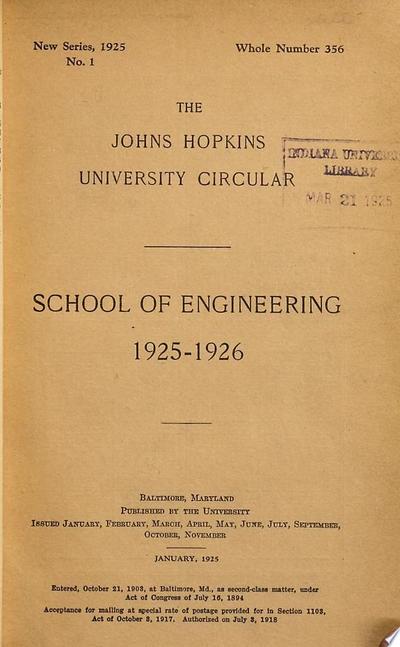 New Series, 1925 Whole Number 356
No. 1
THE
JOHNS HOPKINS
UNIVERSITY CIRCULAR
INDIANA UNIVERSITY
LIBRARY
MAR 21 1925
SCHOOL OF ENGINEERING
1925-1926
Baltimore, Maryland
Published by the University
Issued January, February, March, April, May, June, July, September,
October, November
JANUARY, 1925
Entered, October 21, 1903, at Baltimore, Md., as second-class matter, under
Act of Congress of July 16, 1894
Acceptance for mailing at special rate of postage provided for in Section 1103,
Act of October 3, 1917. Authorized on July 3, 1918